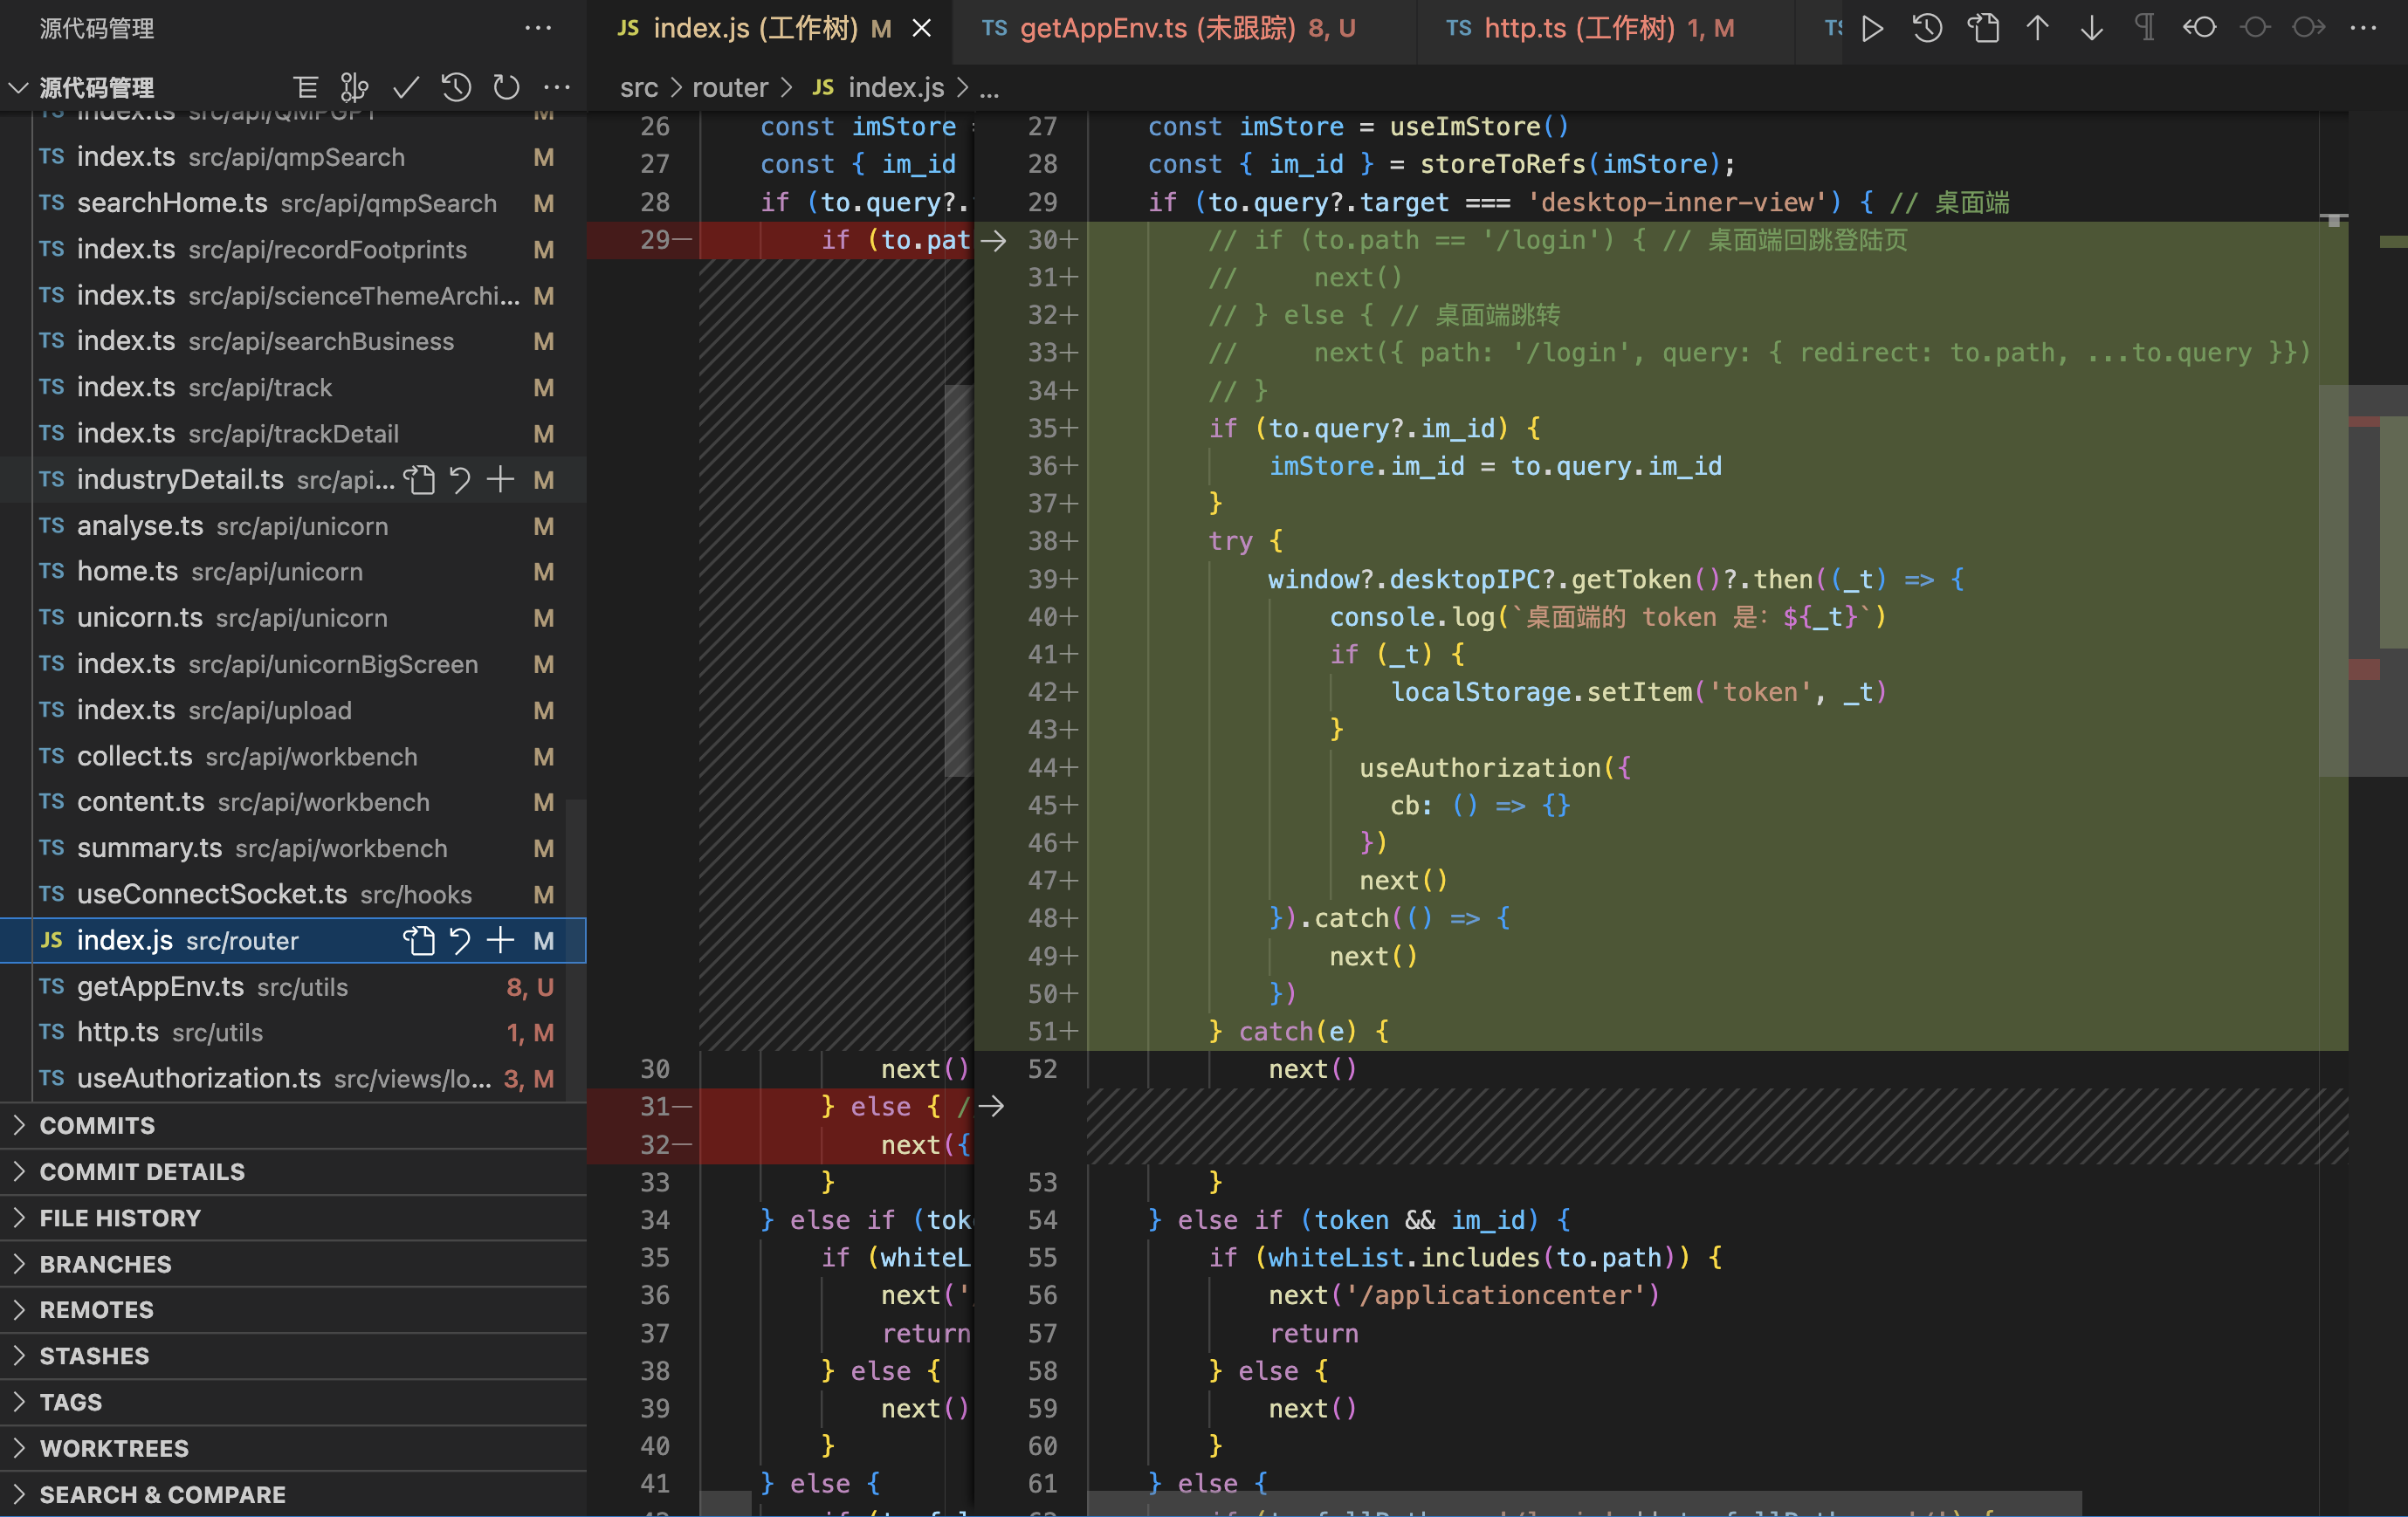 源代码管理
源代码管理
index.ts src/api/QMPGPT M
TS index.ts src/api/qmpSearch M
TS searchHome.ts src/api/qmpSearch M
TS index.ts src/api/recordFootprints M
TS index.ts src/api/scienceThemeArchi... M
TS index.ts src/api/searchBusiness M
TS index.ts src/api/track M
TS index.ts src/api/trackDetail M
TS industryDetail.ts src/api... M
TS analyse.ts src/api/unicorn M
TS home.ts src/api/unicorn M
TS unicorn.ts src/api/unicorn M
TS index.ts src/api/unicornBigScreen M
TS index.ts src/api/upload M
TS collect.ts src/api/workbench M
TS content.ts src/api/workbench M
TS summary.ts src/api/workbench M
TS useConnectSocket.ts src/hooks M
JS index.js src/router M
TS getAppEnv.ts src/utils 8, U
TS http.ts src/utils 1, M
TS useAuthorization.ts src/views/lo... 3, M
COMMITS
COMMIT DETAILS
FILE HISTORY
BRANCHES
REMOTES
STASHES
TAGS
WORKTREES
SEARCH & COMPARE
JS index.js (工作树) M
TS getAppEnv.ts (未跟踪) 8, U
TS http.ts (工作树) 1, M
src > router > JS index.js > ...
26 const imStore =
27 const { im_id
28 if (to.query?.
29 if (to.pat
30 next()
31 } else { /
32 next({
33 }
34 } else if (tok
35 if (whiteL
36 next('
37 return
38 } else {
39 next()
40 }
41 } else {
27 const imStore = useImStore()
28 const { im_id } = storeToRefs(imStore);
29 if (to.query?.target === 'desktop-inner-view') { // 桌面端
30+ // if (to.path == '/login') { // 桌面端回跳登陆页
31+ // next()
32+ // } else { // 桌面端跳转
33+ // next({ path: '/login', query: { redirect: to.path, ...to.query }})
34+ // }
35+ if (to.query?.im_id) {
36+ imStore.im_id = to.query.im_id
37+ }
38+ try {
39+ window?.desktopIPC?.getToken()?.then((_t) => {
40+ console.log(`桌面端的 token 是：${_t}`)
41+ if (_t) {
42+ localStorage.setItem('token', _t)
43+ }
44+ useAuthorization({
45+ cb: () => {}
46+ })
47+ next()
48+ }).catch(() => {
49+ next()
50+ })
51+ } catch(e) {
52 next()
53 }
54 } else if (token && im_id) {
55 if (whiteList.includes(to.path)) {
56 next('/applicationcenter')
57 return
58 } else {
59 next()
60 }
61 } else {